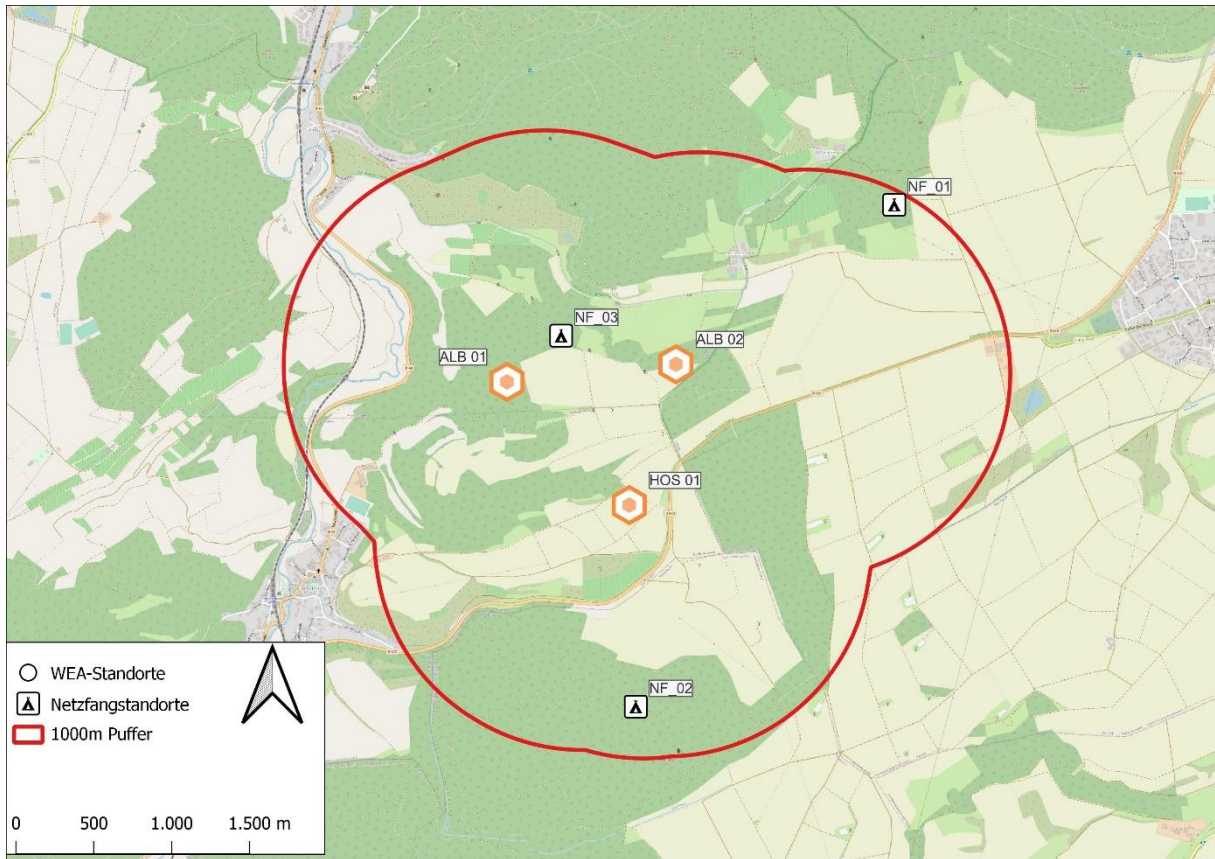 NF_01
NF_03
ALB 01
ALB 02
HOS 01
NF_02
WEA-Standorte
Netzfangstandorte
1000m Puffer
0 500 1.000 1.500 m